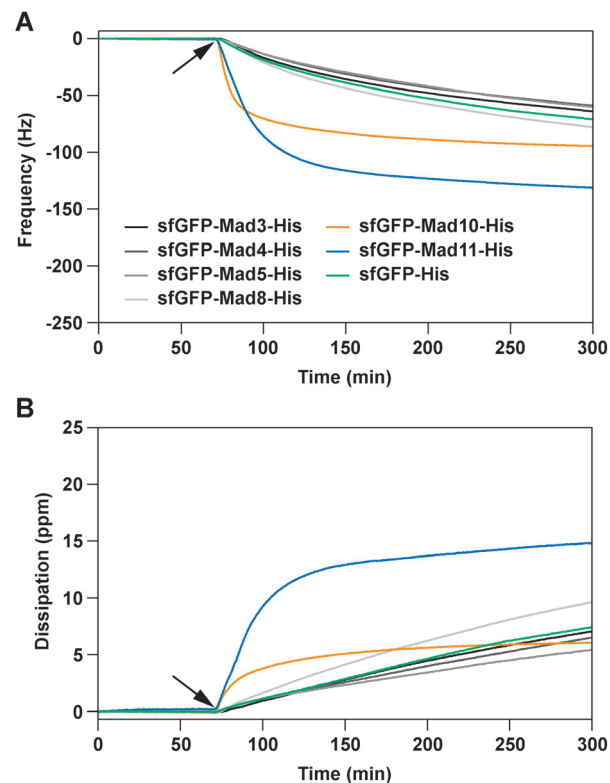 A
0
-50
-100
-150
-200
-250
Frequency (Hz)
sfGFP-Mad3-His
sfGFP-Mad4-His
sfGFP-Mad5-His
sfGFP-Mad8-His
sfGFP-Mad10-His
sfGFP-Mad11-His
sfGFP-His
0 50 100 150 200 250 300
Time (min)
B
25
20
15
10
5
0
Dissipation (ppm)
0 50 100 150 200 250 300
Time (min)